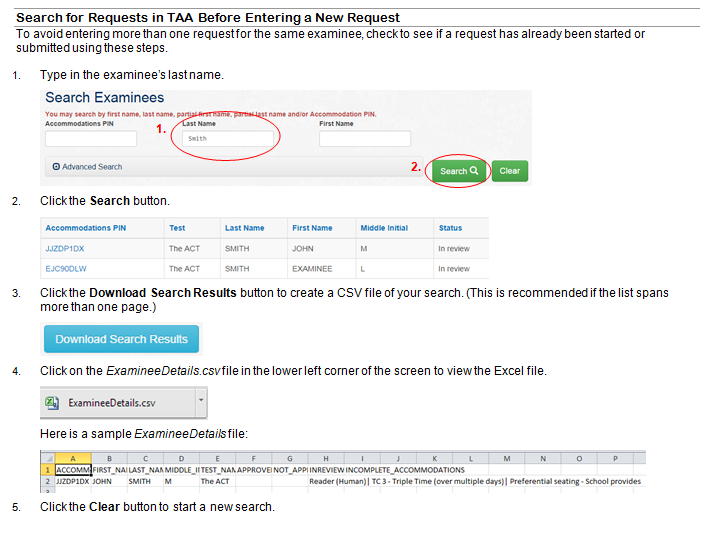 Search for Requests in TAA Before Entering a New Request
To avoid entering more than one request for the same examinee, check to see if a request has already been started or
submitted using these steps.
1. Type in the examinee's last name.
Search Examinees
You may search by first name, last name, partial first name, partial last name and/or Accommodation PIN.
Accommodations PIN Last Name First Name
1.
Smith
Advanced Search
2.
Search Clear
2. Click the Search button.
Accommodations PIN Test Last Name First Name Middle Initial Status
JJZDP1DX The ACT SMITH JOHN M In review
EJC90DLW The ACT SMITH EXAMINEE L In review
3. Click the Download Search Results button to create a CSV file of your search. (This is recommended if the list spans
more than one page.)
Download Search Results
4. Click on the ExamineeDetails.csv file in the lower left corner of the screen to view the Excel file.
ExamineeDetails.csv
Here is a sample ExamineeDetails file:
A B C D E F G H I J K L M N O P
1 ACCOMM FIRST_NAI LAST_NAM MIDDLE_II TEST_NAM APPROVEI NOT_APPI INREVIEW INCOMPLETE_ACCOMMODATIONS
2 JJZDP1DX JOHN SMITH M The ACT Reader (Human)| TC 3 - Triple Time (over multiple days)| Preferential seating - School provides
5. Click the Clear button to start a new search.